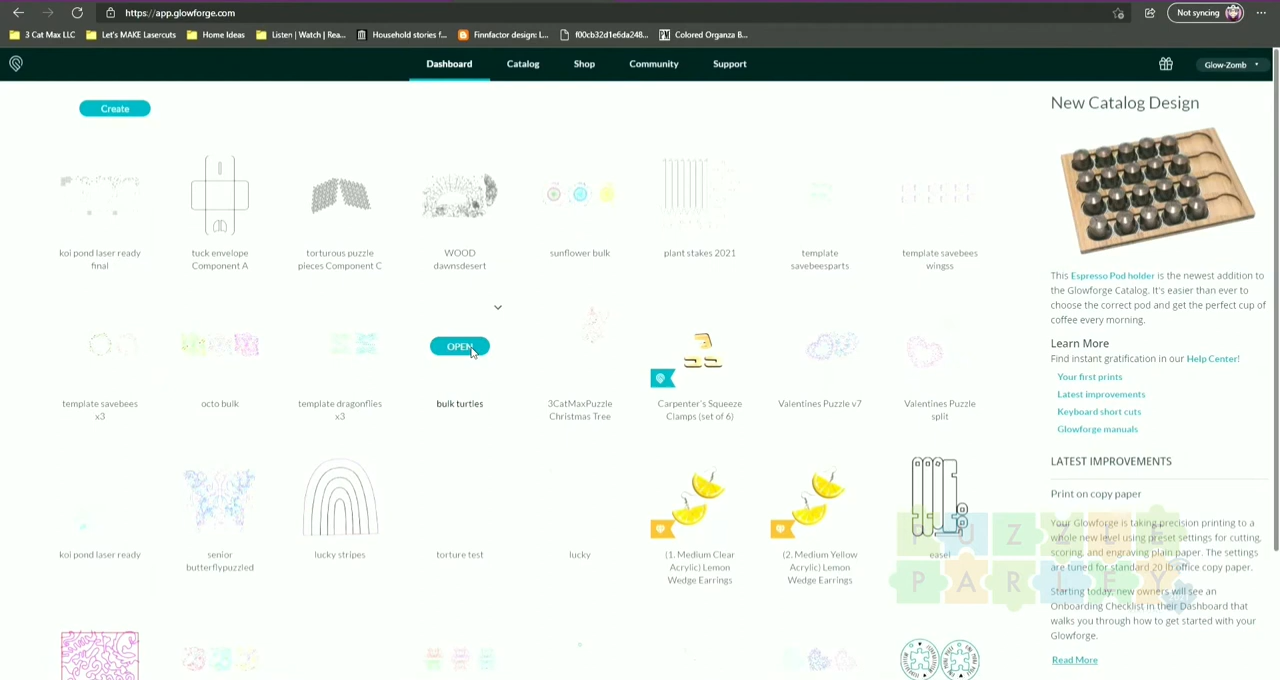 https://app.glowforge.com
Not syncing
3 Cat Max LLC
Let's MAKE Lasercuts
Home Ideas
Listen | Watch | Rea...
Household stories f...
Finnfactor design: L...
f00cb32d1e6da248...
Colored Organza B...
Dashboard
Catalog
Shop
Community
Support
Glow-Zomb
Create
koi pond laser ready
final
tuck envelope
Component A
torturous puzzle
pieces Component C
WOOD
dawnsdesert
sunflower bulk
plant stakes 2021
template
savebeesparts
template savebees
wingss
template savebees
x3
octo bulk
template dragonflies
x3
OPEN
bulk turtles
3CatMaxPuzzle
Christmas Tree
Carpenter's Squeeze
Clamps (set of 6)
Valentines Puzzle v7
Valentines Puzzle
split
koi pond laser ready
senior
butterflypuzzled
lucky stripes
torture test
lucky
(1. Medium Clear
Acrylic) Lemon
Wedge Earrings
(2. Medium Yellow
Acrylic) Lemon
Wedge Earrings
easel
New Catalog Design
This Espresso Pod holder is the newest addition to
the Glowforge Catalog. It's easier than ever to
choose the correct pod and get the perfect cup of
coffee every morning.
Learn More
Find instant gratification in our Help Center!
Your first prints
Latest improvements
Keyboard short cuts
Glowforge manuals
LATEST IMPROVEMENTS
Print on copy paper
Your Glowforge is taking precision printing to a
whole new level using preset settings for cutting,
scoring, and engraving plain paper. The settings
are tuned for standard 20 lb office copy paper.
Starting today, new owners will see an
Onboarding Checklist in their Dashboard that
walks you through how to get started with your
Glowforge.
Read More
PUZZLE
PARLEY